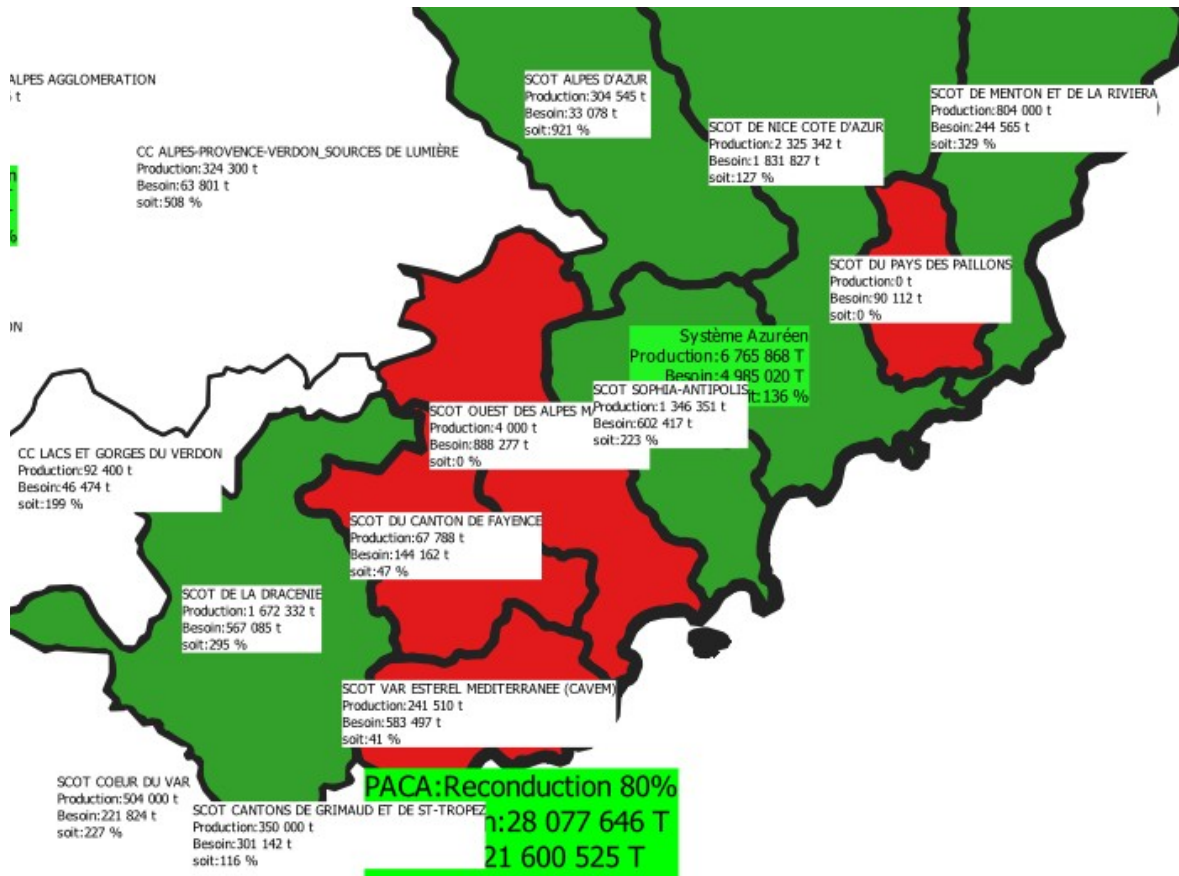 ALPES AGGLOMERATION
t
CC ALPES-PROVENCE-VERDON_SOURCES DE LUMIÈRE
Production:324 300 t
Besoin:63 801 t
soit:508 %
SCOT ALPES D'AZUR
Production:304 545 t
Besoin:33 078 t
soit:921 %
SCOT DE NICE COTE D'AZUR
Production:2 325 342 t
Besoin:1 831 827 t
soit:127 %
SCOT DE MENTON ET DE LA RIVIERA
Production:804 000 t
Besoin:244 565 t
soit:329 %
%
SCOT DU PAYS DES PAILLONS
Production:0 t
Besoin:90 112 t
soit:0 %
Système Azuréen
Production:6 765 868 T
Besoin:4 985 020 T
t:136 %
SCOT SOPHIA-ANTIPOLIS
Production:1 346 351 t
Besoin:602 417 t
soit:223 %
SCOT OUEST DES ALPES
Production:4 000 t
Besoin:888 277 t
soit:0 %
CC LACS ET GORGES DU VERDON
Production:92 400 t
Besoin:46 474 t
soit:199 %
SCOT DU CANTON DE FAYENCE
Production:67 788 t
Besoin:144 162 t
soit:47 %
SCOT DE LA DRACENIE
Production:1 672 332 t
Besoin:567 085 t
soit:295 %
SCOT VAR ESTEREL MEDITERRANEE (CAVEM)
Production:241 510 t
Besoin:583 497 t
soit:41 %
SCOT COEUR DU VAR
Production:504 000 t
Besoin:221 824 t
soit:227 %
SCOT CANTONS DE GRIMAUD ET DE ST-TROPEZ
Production:350 000 t
Besoin:301 142 t
soit:116 %
PACA:Reconduction 80%
n:28 077 646 T
21 600 525 T